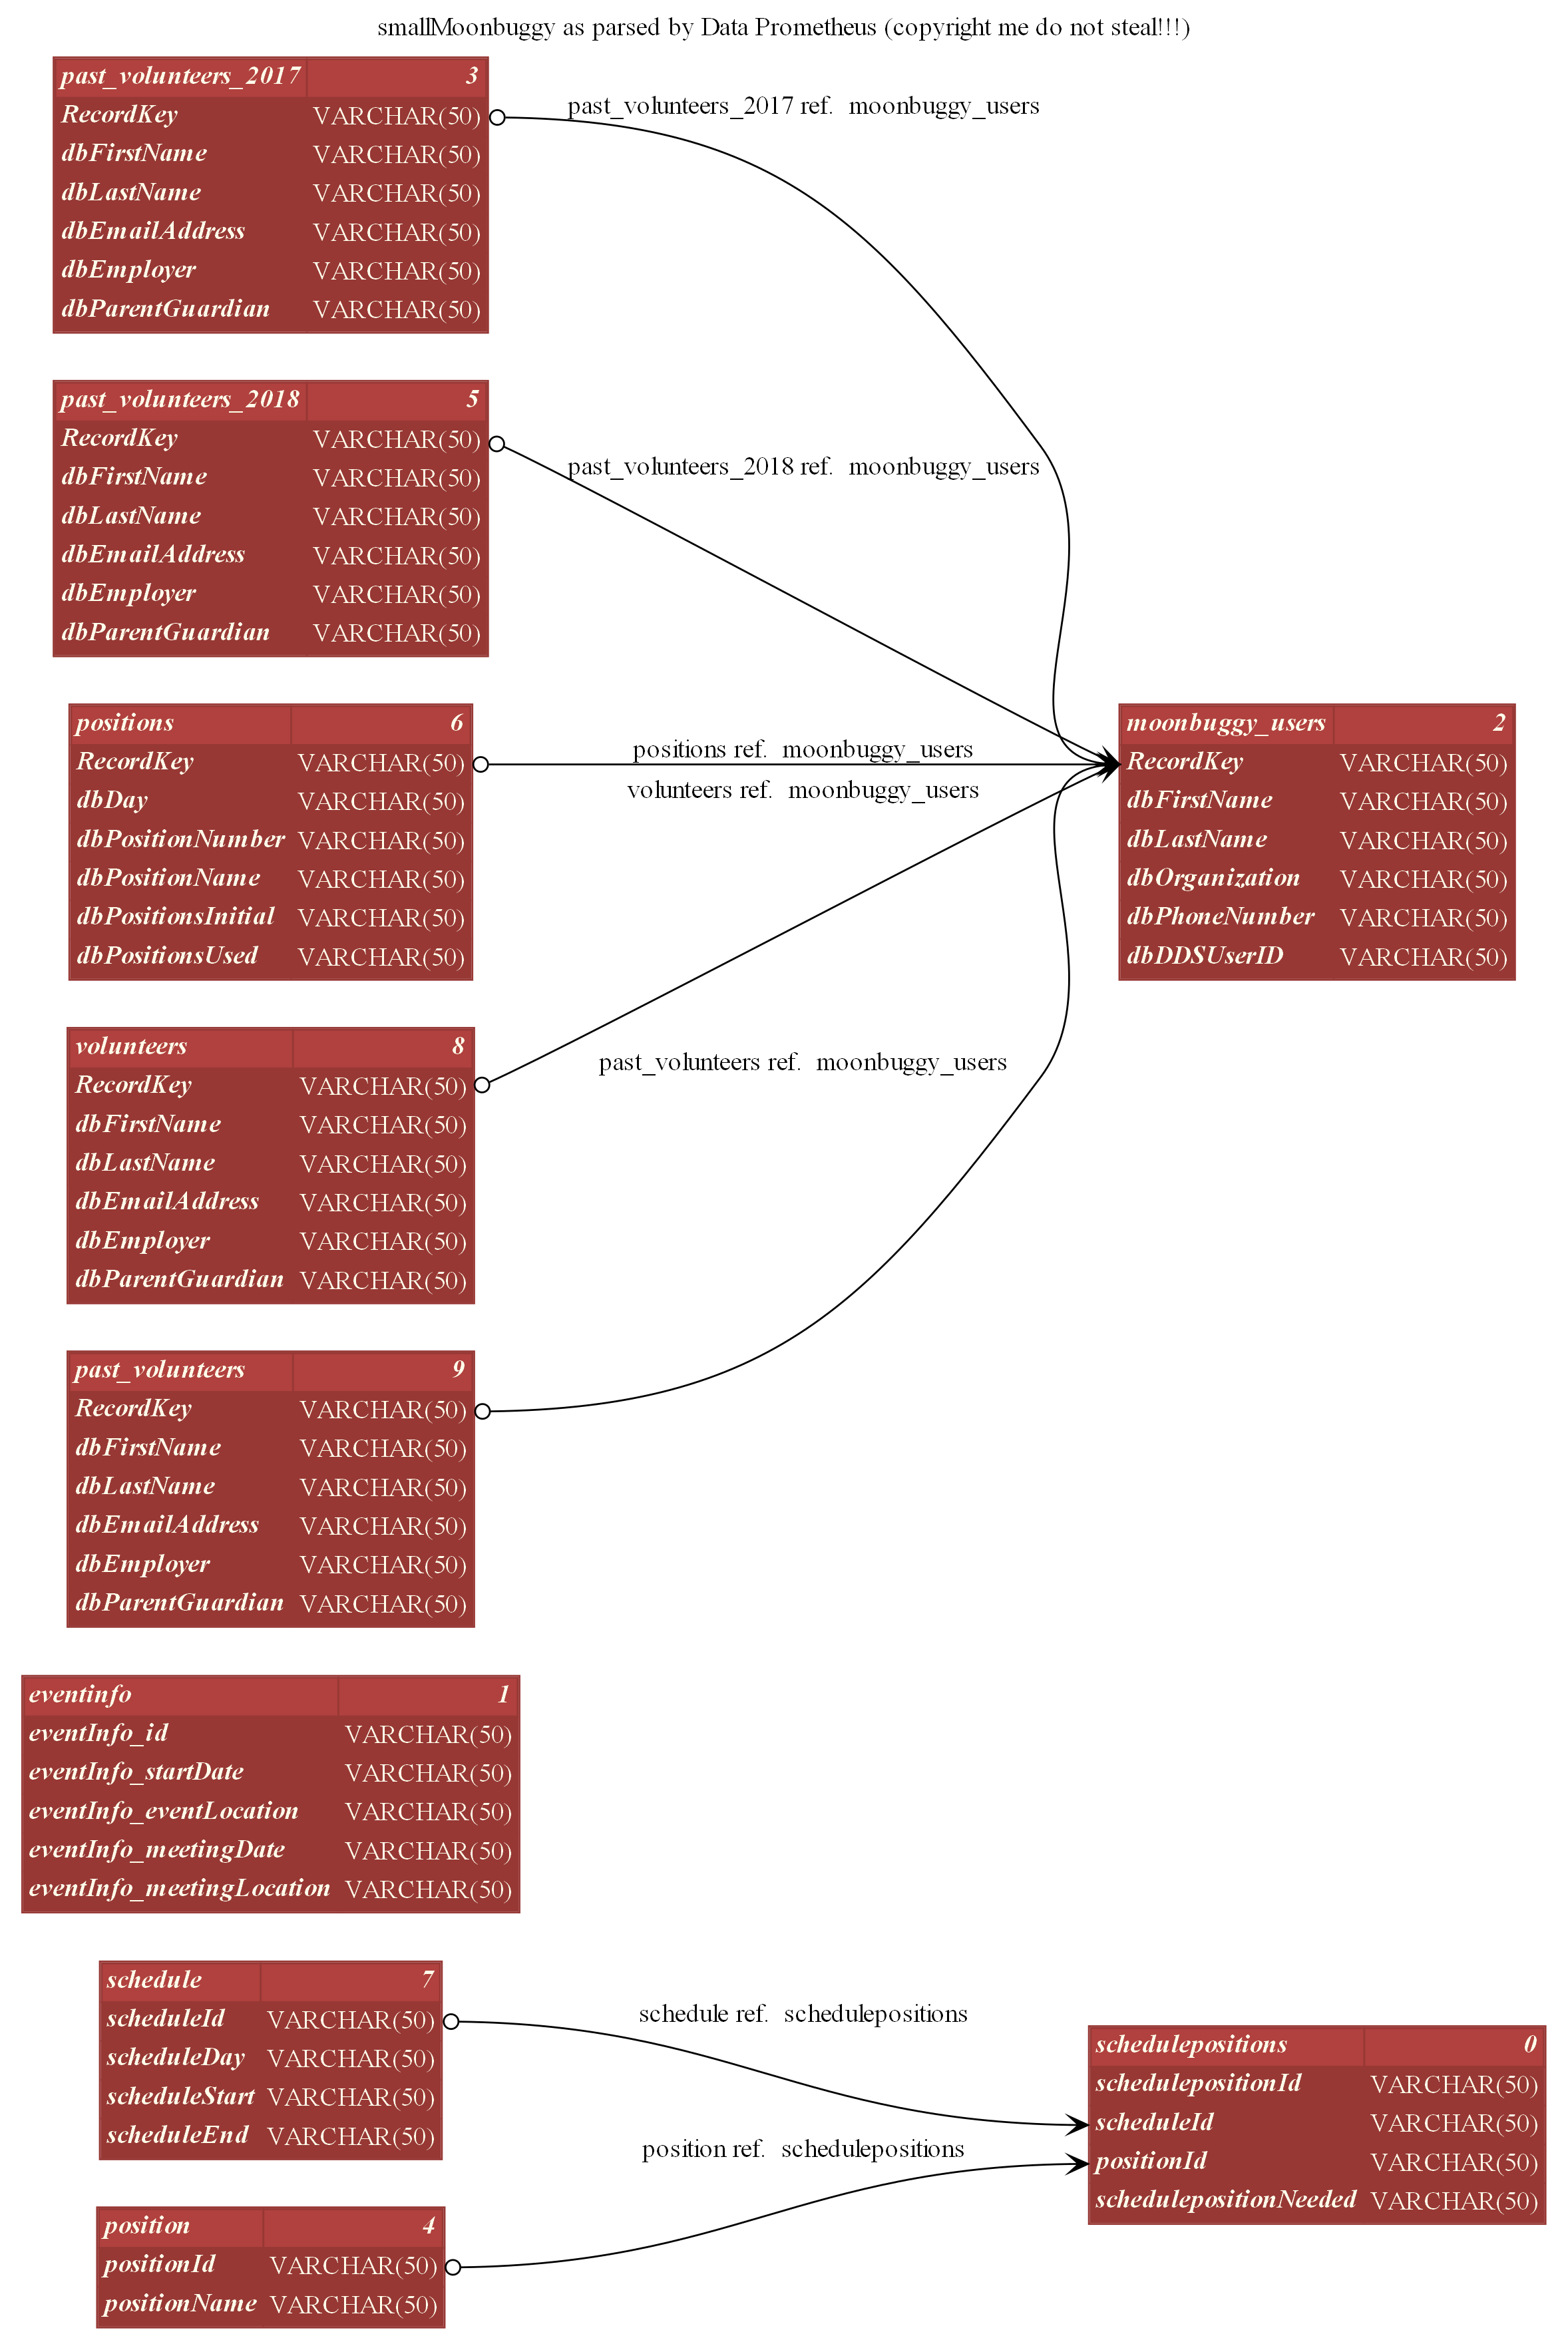 smallMoonbuggy as parsed by Data Prometheus (copyright me do not steal!!!)
past_volunteers_2017 3
RecordKey VARCHAR(50)
dbFirstName VARCHAR(50)
dbLastName VARCHAR(50)
dbEmailAddress VARCHAR(50)
dbEmployer VARCHAR(50)
dbParentGuardian VARCHAR(50)
past_volunteers_2017 ref. moonbuggy_users
past_volunteers_2018 5
RecordKey VARCHAR(50)
dbFirstName VARCHAR(50)
dbLastName VARCHAR(50)
dbEmailAddress VARCHAR(50)
dbEmployer VARCHAR(50)
dbParentGuardian VARCHAR(50)
past_volunteers_2018 ref. moonbuggy_users
positions 6
RecordKey VARCHAR(50)
dbDay VARCHAR(50)
dbPositionNumber VARCHAR(50)
dbPositionName VARCHAR(50)
dbPositionsInitial VARCHAR(50)
dbPositionsUsed VARCHAR(50)
positions ref. moonbuggy_users
volunteers ref. moonbuggy_users
moonbuggy_users 2
RecordKey VARCHAR(50)
dbFirstName VARCHAR(50)
dbLastName VARCHAR(50)
dbOrganization VARCHAR(50)
dbPhoneNumber VARCHAR(50)
dbDDSUserID VARCHAR(50)
volunteers 8
RecordKey VARCHAR(50)
dbFirstName VARCHAR(50)
dbLastName VARCHAR(50)
dbEmailAddress VARCHAR(50)
dbEmployer VARCHAR(50)
dbParentGuardian VARCHAR(50)
past_volunteers ref. moonbuggy_users
past_volunteers 9
RecordKey VARCHAR(50)
dbFirstName VARCHAR(50)
dbLastName VARCHAR(50)
dbEmailAddress VARCHAR(50)
dbEmployer VARCHAR(50)
dbParentGuardian VARCHAR(50)
eventinfo 1
eventInfo_id VARCHAR(50)
eventInfo_startDate VARCHAR(50)
eventInfo_eventLocation VARCHAR(50)
eventInfo_meetingDate VARCHAR(50)
eventInfo_meetingLocation VARCHAR(50)
schedule 7
scheduleId VARCHAR(50)
scheduleDay VARCHAR(50)
scheduleStart VARCHAR(50)
scheduleEnd VARCHAR(50)
schedule ref. schedulepositions
position ref. schedulepositions
schedulepositions 0
schedulepositionId VARCHAR(50)
scheduleId VARCHAR(50)
positionId VARCHAR(50)
schedulepositionNeeded VARCHAR(50)
position 4
positionId VARCHAR(50)
positionName VARCHAR(50)